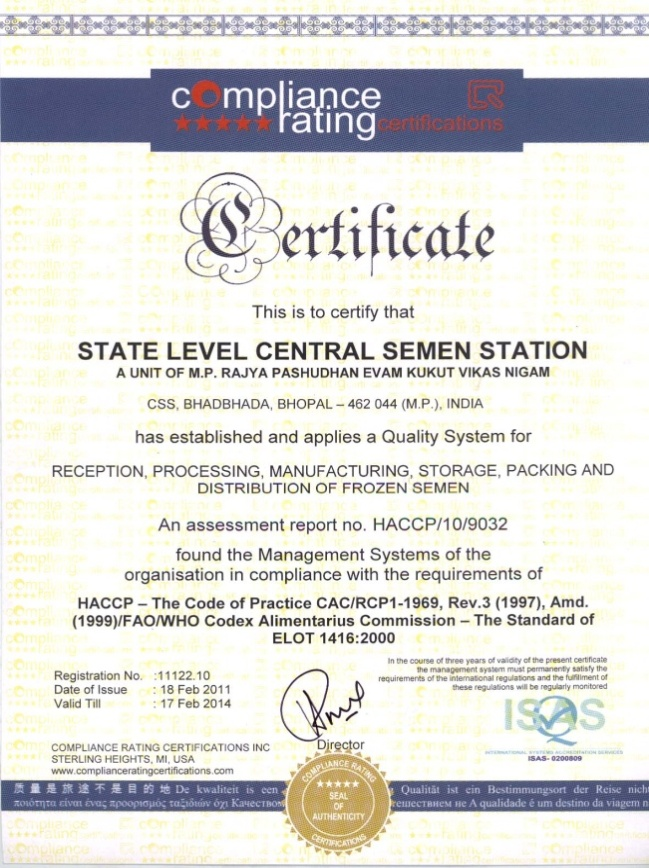 compliance
★★★★★ rating certifications
CR
Certificate
This is to certify that
STATE LEVEL CENTRAL SEMEN STATION
A UNIT OF M.P. RAJYA PASHUDHAN EVAM KUKUT VIKAS NIGAM
CSS, BHADBHADA, BHOPAL – 462 044 (M.P.), INDIA
has established and applies a Quality System for
RECEPTION, PROCESSING, MANUFACTURING, STORAGE, PACKING AND
DISTRIBUTION OF FROZEN SEMEN
An assessment report no. HACCP/10/9032
found the Management Systems of the
organisation in compliance with the requirements of
HACCP – The Code of Practice CAC/RCP1-1969, Rev.3 (1997), Amd.
(1999)/FAO/WHO Codex Alimentarius Commission – The Standard of
ELOT 1416:2000
Registration No. :11122.10
Date of Issue : 18 Feb 2011
Valid Till : 17 Feb 2014
In the course of three years of validity of the present certificate
the management system must permanently satisfy the
requirements of the international regulations and the fulfillment of
these regulations will be regularly monitored
Director
ISAS
INTERNATIONAL SYSTEMS ACCREDITATION SERVICES
ISAS- 0200809
COMPLIANCE RATING CERTIFICATIONS INC
STERLING HEIGHTS, MI, USA
www.complianceratingcertifications.com
COMPLIANCE RATING
★★★★★
SEAL
OF
AUTHENTICITY
CERTIFICATIONS
质量是旅途不是目的地 De kwaliteit is een Qualität ist ein Bestimmungsort der Reise nich
ποιότητα είναι ένας προορισμός ταξιδιών όχι Качество ешествием не A qualidade é um destino da viagem n